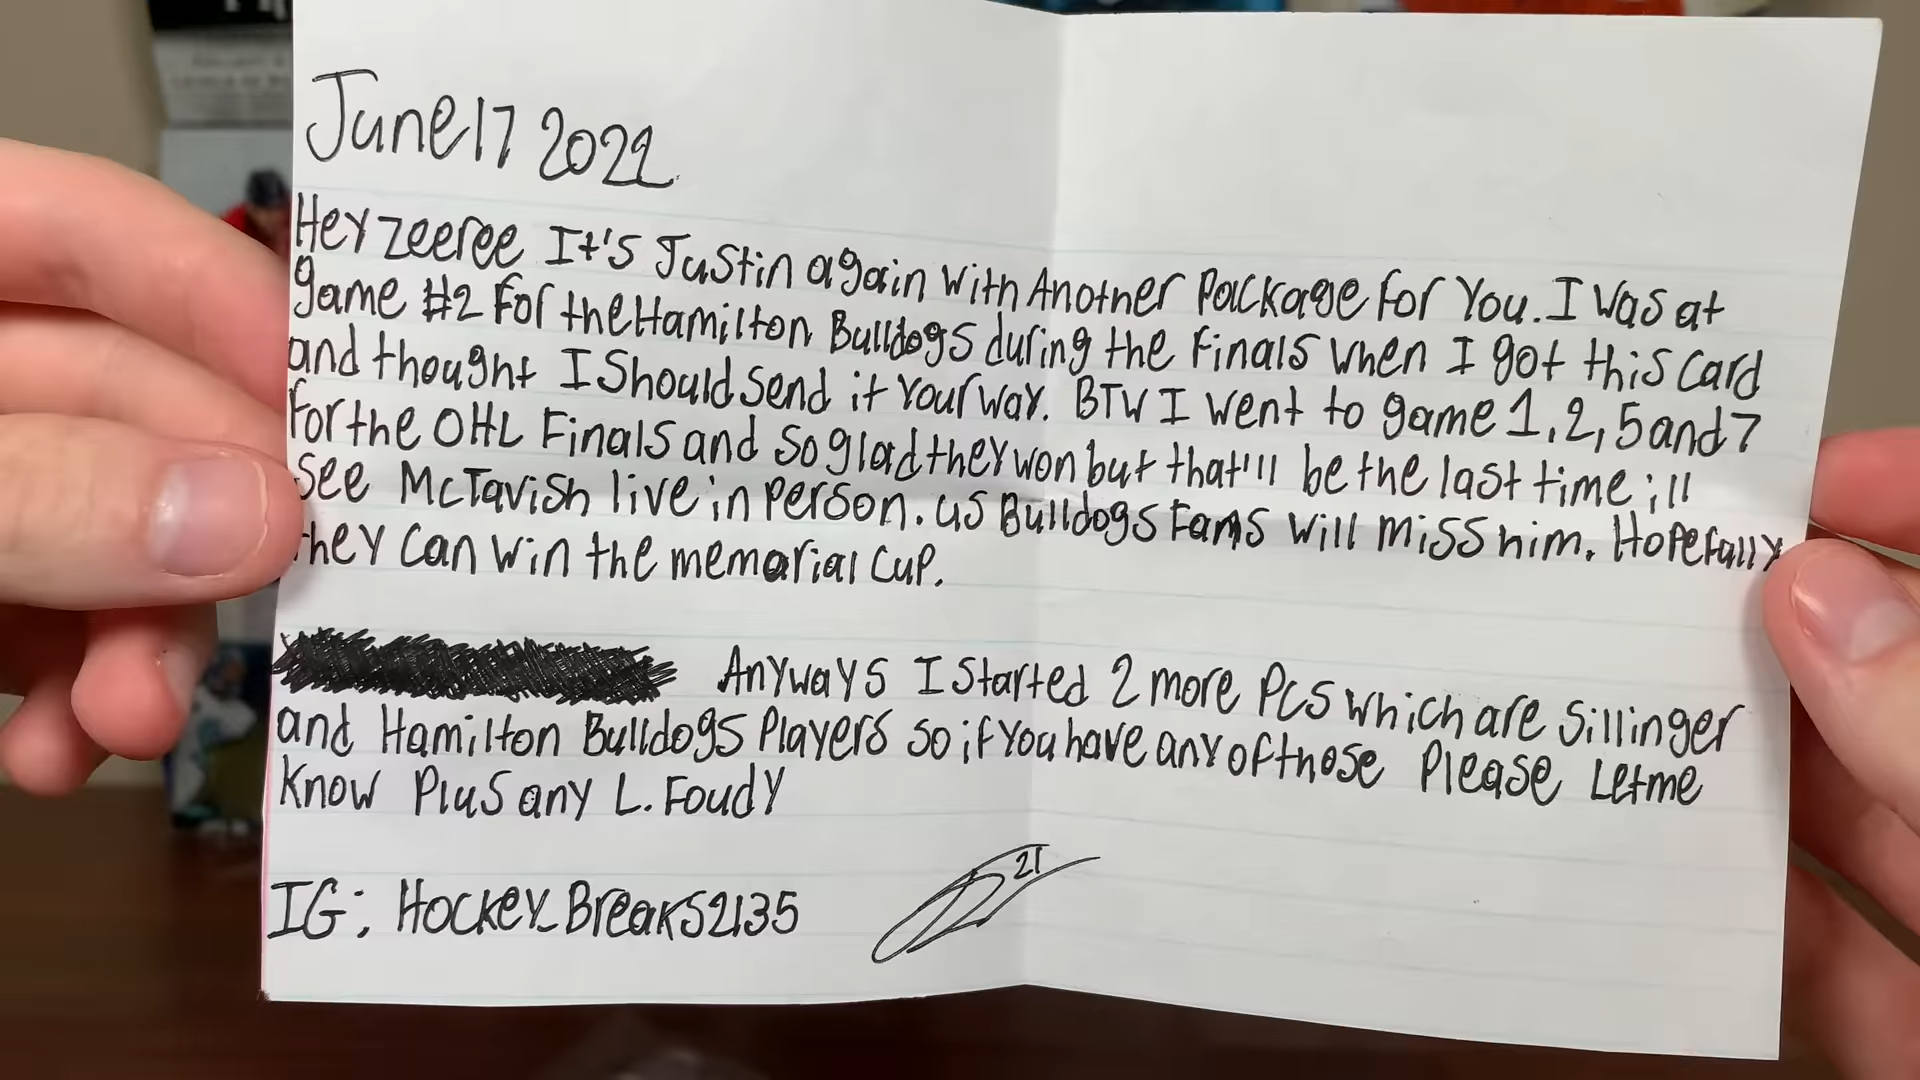 June 17 2022
Hey zeeree It's Justin again With Another Package for You. I was at
game #2 For the Hamilton Bulldogs during the Finals when I got this card
and thought I Should Send it Your way. BTW I went to game 1, 2, 5 and 7
For the OHL Finals and So glad they won but that'll be the last time i'll
See McTavish live in person. us Bulldogs Fans will miss him. Hopefally
they can win the memorial cup.
Anyways I Started 2 more PCs which are Sillinger
and Hamilton Bulldogs Players so if You have any of those Please Let me
Know Plus any L. Foudy
IG: Hockey_Breaks2135
21